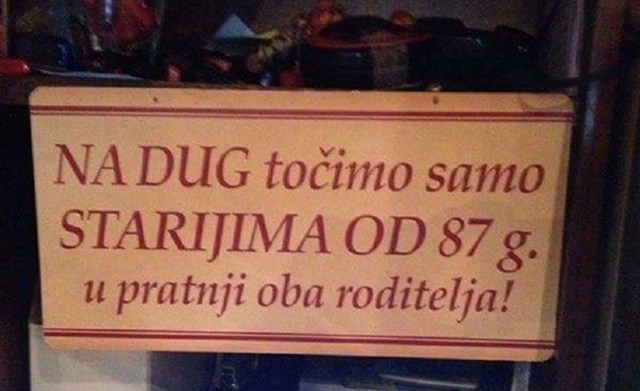 NA DUG točimo samo
STARIJIMA OD 87 g.
u pratnji oba roditelja!